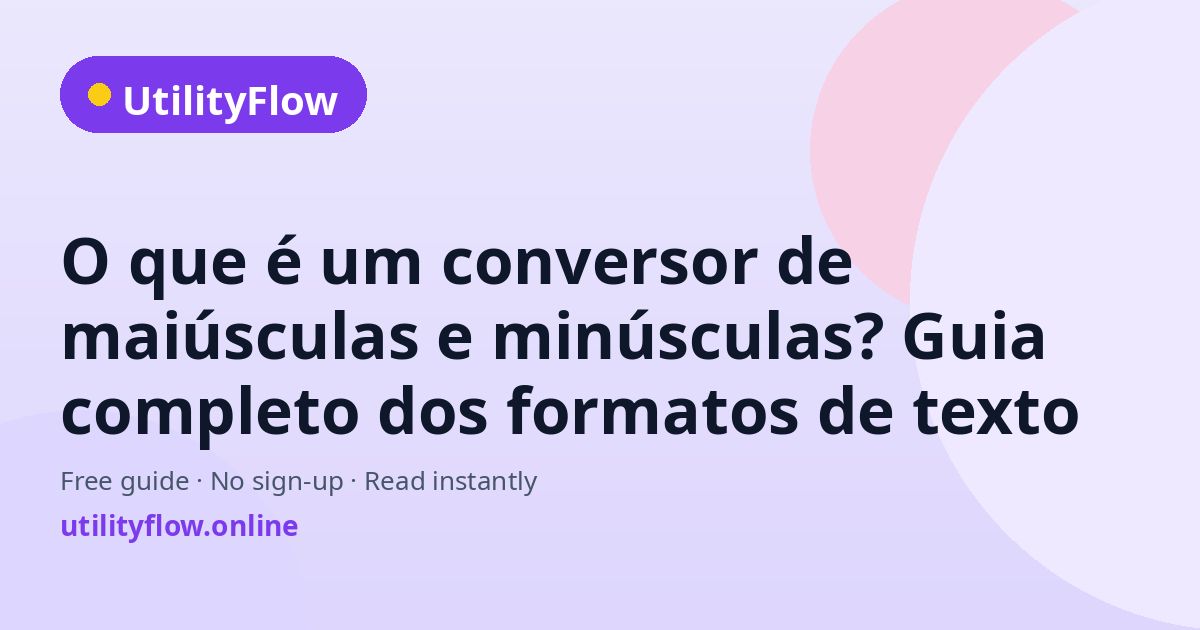 UtilityFlow
O que é um conversor de
maiúsculas e minúsculas? Guia
completo dos formatos de texto
Free guide · No sign-up · Read instantly
utilityflow.online